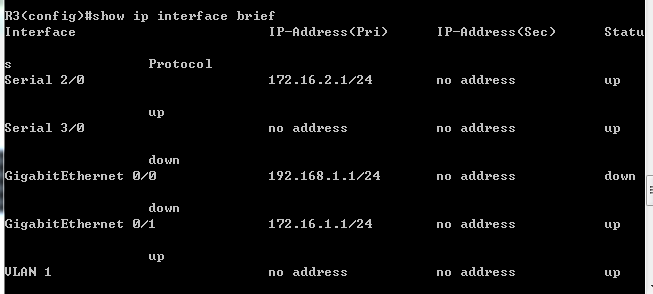 R3(config)#show ip interface brief
Interface IP-Address(Pri) IP-Address(Sec) Statu
s Protocol
Serial 2/0 172.16.2.1/24 no address up
up
Serial 3/0 no address no address up
down
GigabitEthernet 0/0 192.168.1.1/24 no address down
down
GigabitEthernet 0/1 172.16.1.1/24 no address up
up
VLAN 1 no address no address up